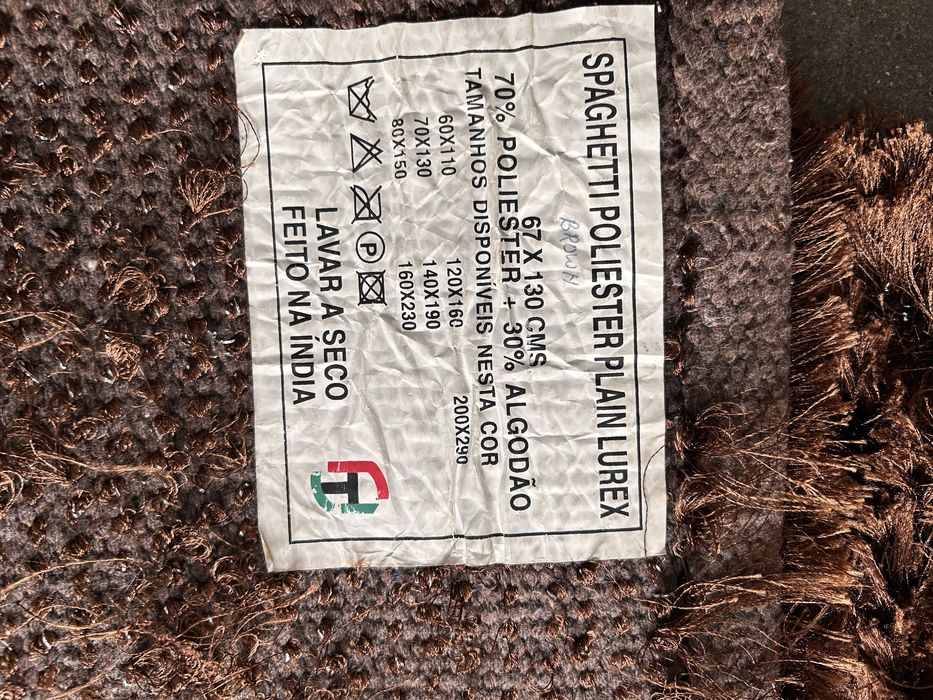 SPAGHETTI POLIESTER PLAIN LUREX
BROWN
67 X 130 CMS
70% POLIESTER + 30% ALGODÃO
TAMANHOS DISPONÍVEIS NESTA COR
60X110 120X160 200X290
70X130 140X190
80X150 160X230
P
LAVAR A SECO
FEITO NA ÍNDIA